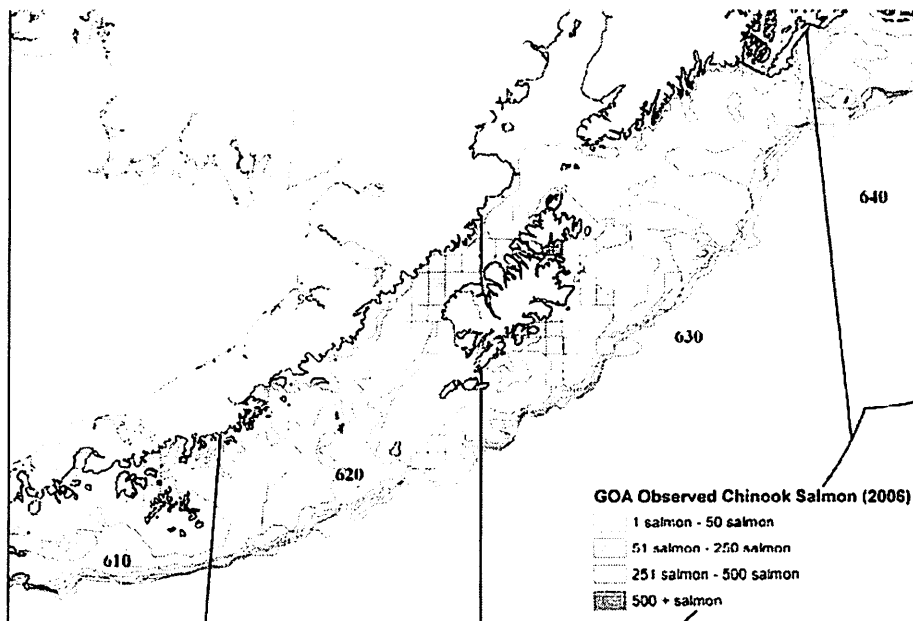 640
630
620
610
GOA Observed Chinook Salmon (2006)
1 salmon - 50 salmon
51 salmon - 250 salmon
251 salmon - 500 salmon
500 + salmon